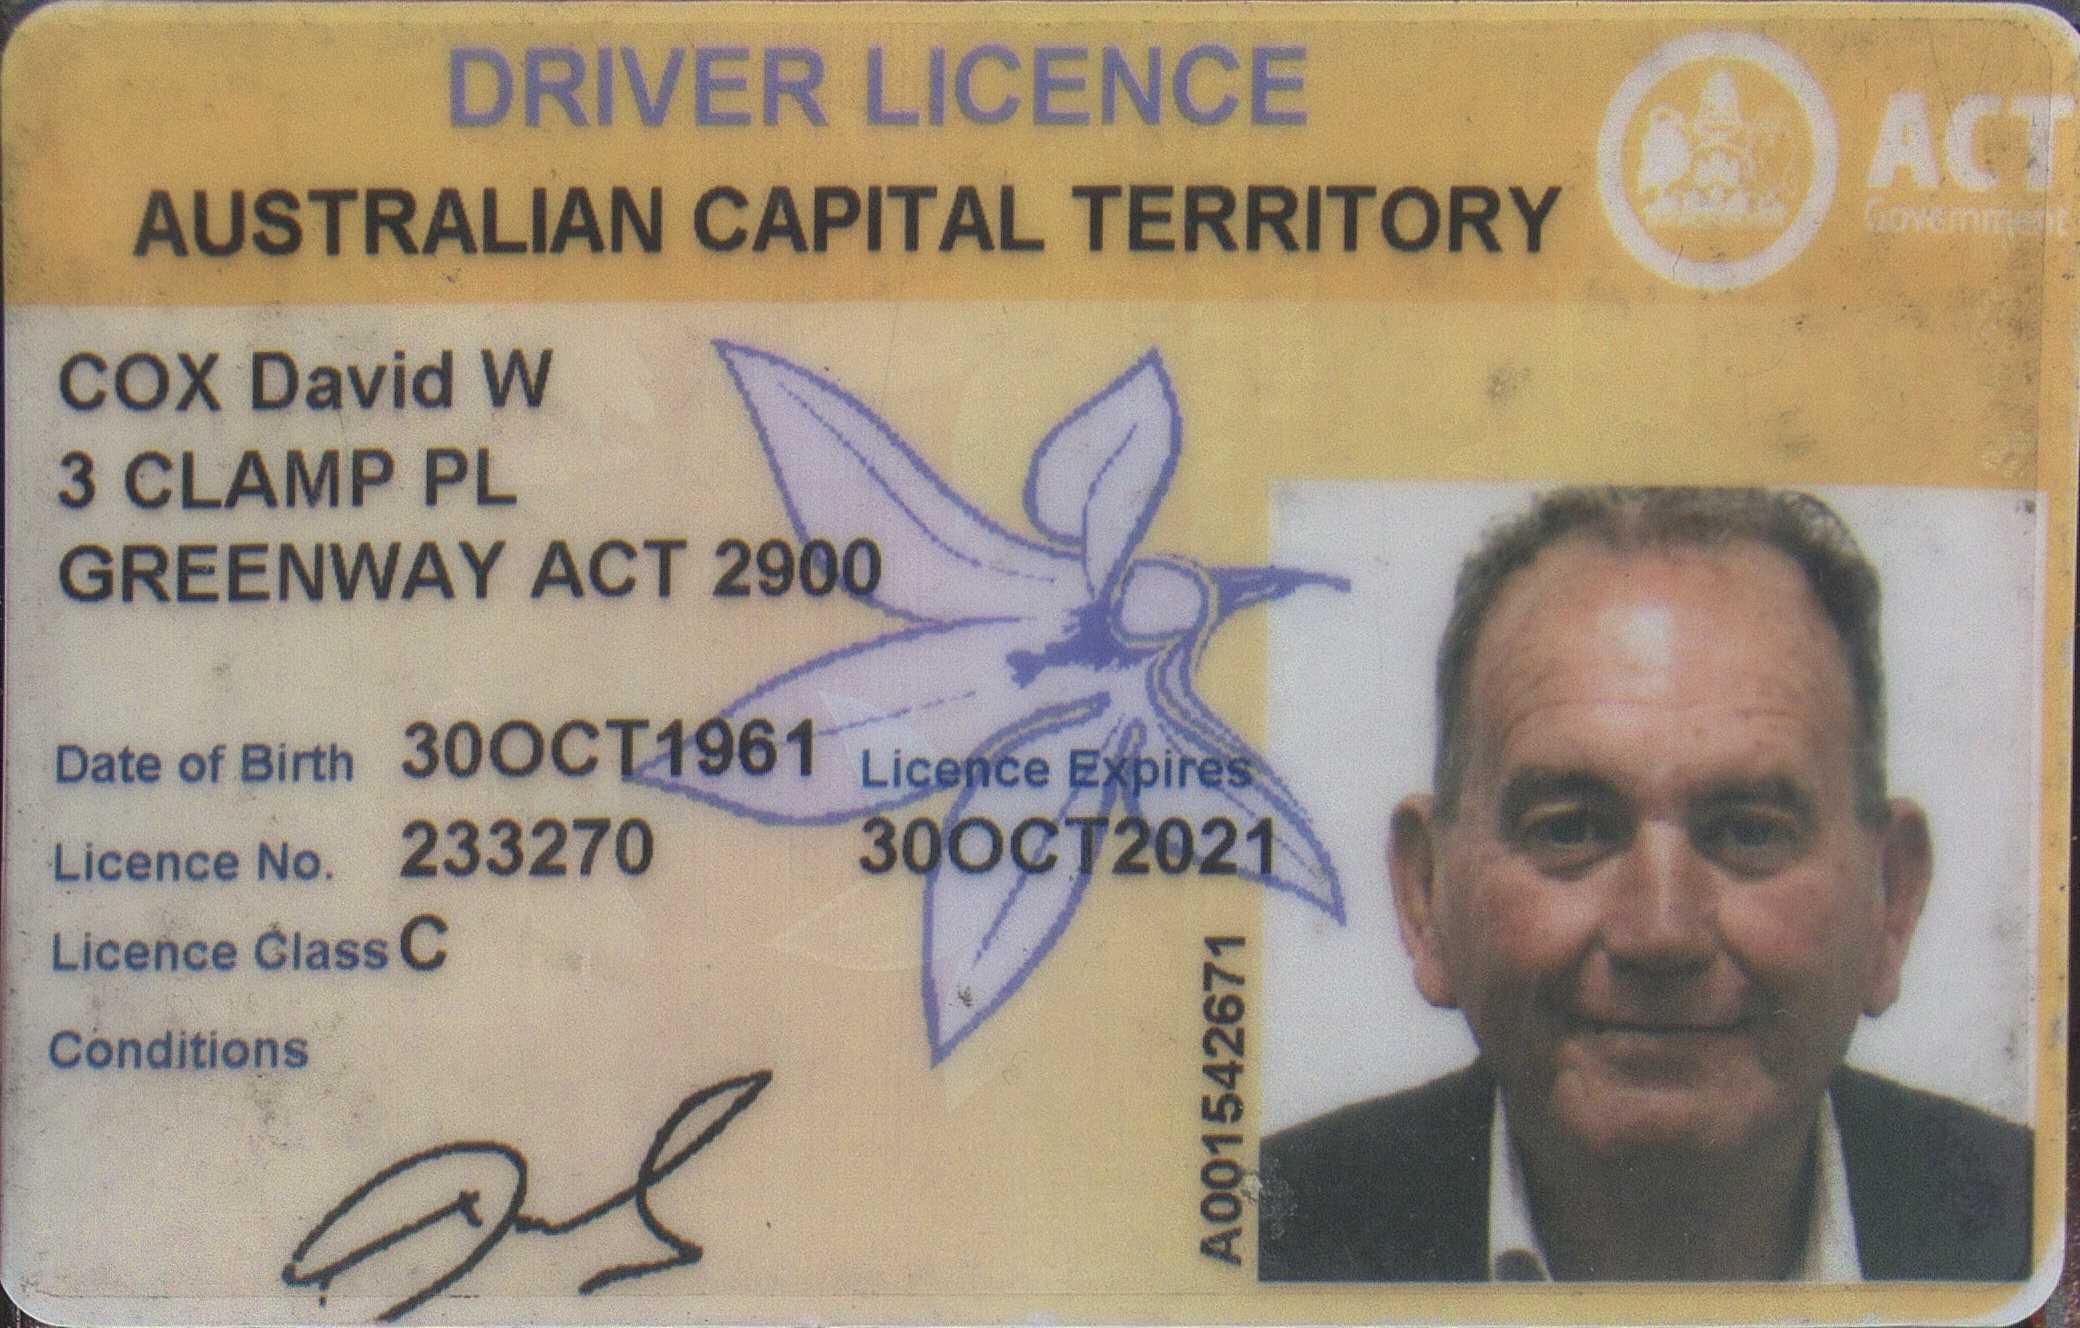 DRIVER LICENCE
AUSTRALIAN CAPITAL TERRITORY
ACT
Government
COX David W
3 CLAMP PL
GREENWAY ACT 2900
Date of Birth 30OCT1961
Licence Expires
Licence No. 233270
30OCT2021
Licence Class C
Conditions
A001542671